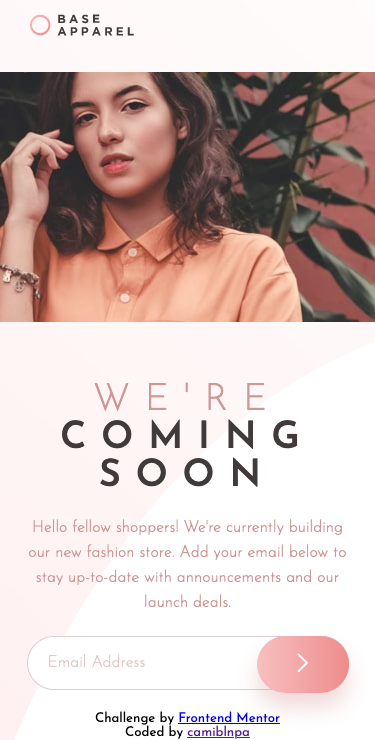 BASE
APPAREL
WE'RE
COMING
SOON
Hello fellow shoppers! We're currently building
our new fashion store. Add your email below to
stay up-to-date with announcements and our
launch deals.
Email Address
Challenge by Frontend Mentor
Coded by camiblnpa